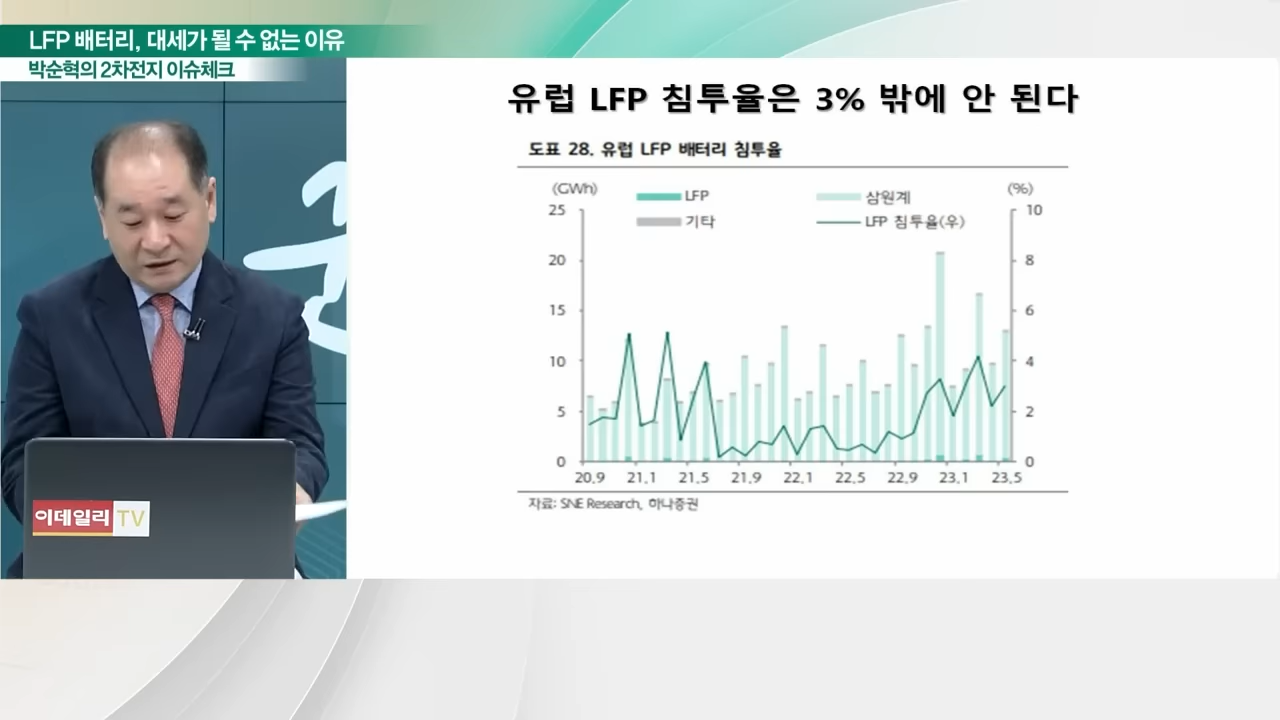 LFP 배터리, 대세가 될 수 없는 이유
박순혁의 2차전지 이슈체크
유럽 LFP 침투율은 3% 밖에 안 된다
도표 28. 유럽 LFP 배터리 침투율
(GWh) LFP 삼원계 (%)
기타 LFP 침투율(우)
25 10
20 8
15 6
10 4
5 2
0 0
20.9 21.1 21.5 21.9 22.1 22.5 22.9 23.1 23.5
자료: SNE Research, 하나증권
이데일리 TV